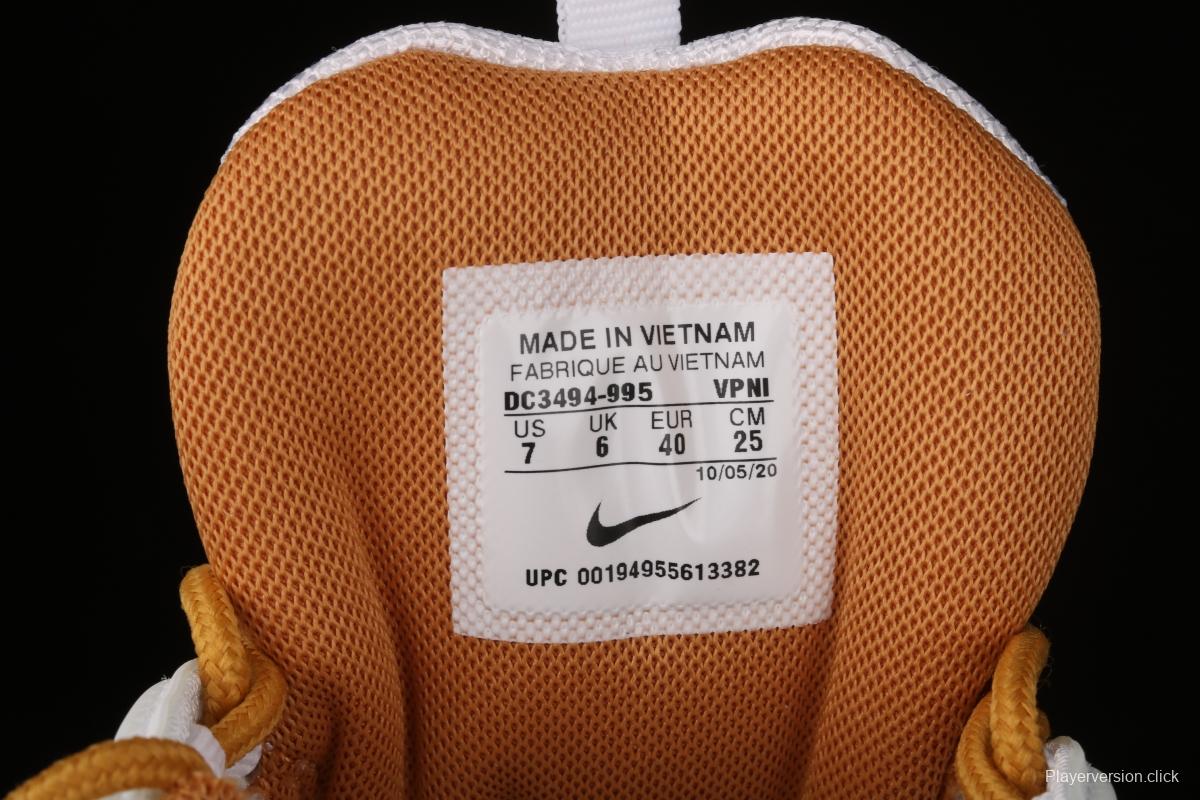 MADE IN VIETNAM
FABRIQUE AU VIETNAM
DC3494-995 VPNI
US UK EUR CM
7 6 40 25
10/05/20
UPC 00194955613382
Playerversion.click